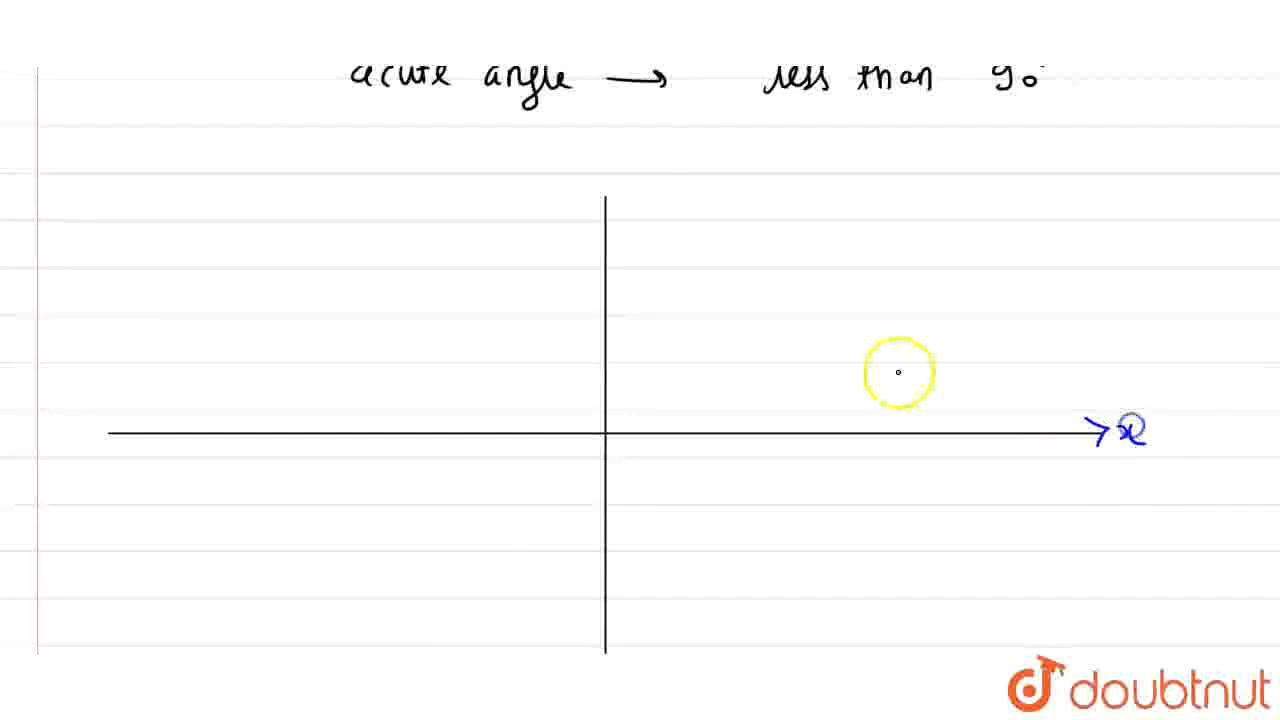 acute angle → less than 90°
x
doubtnut